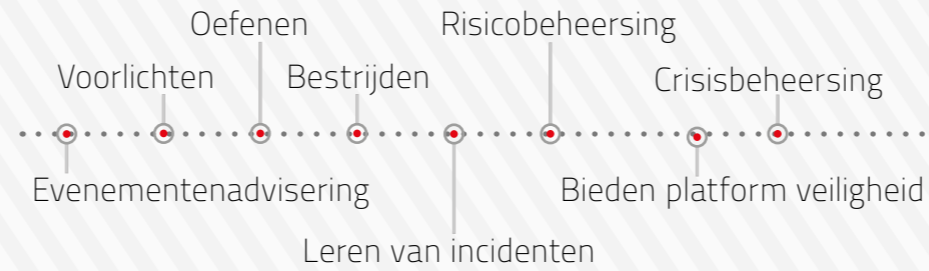 Oefenen
Risicobeheersing
Voorlichten
Bestrijden
Crisisbeheersing
Evenementenadvisering
Bieden platform veiligheid
Leren van incidenten